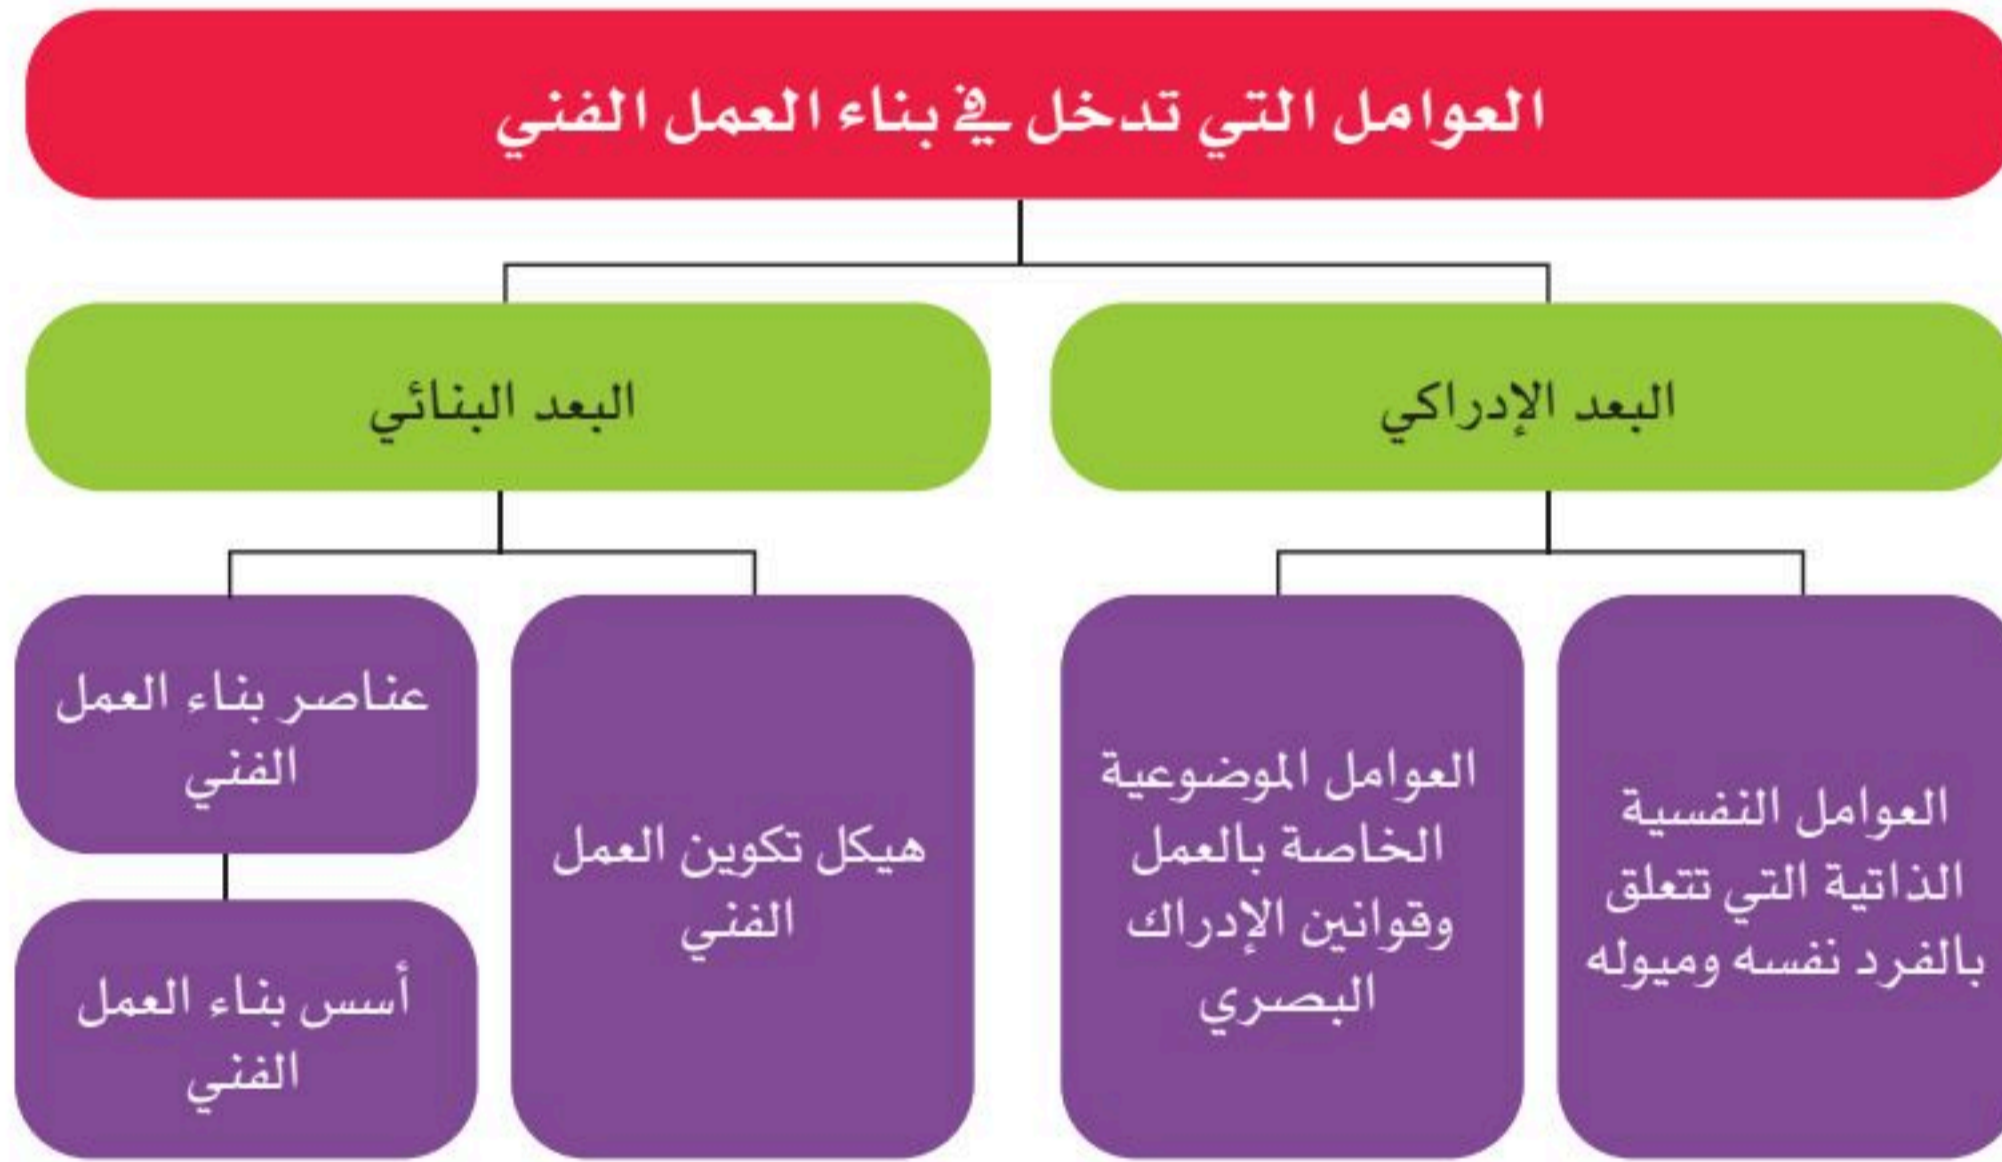 العوامل التي تدخل في بناء العمل الفني
البعد الإدراكي
البعد البنائي
العوامل النفسية
الذاتية التي تتعلق
بالفرد نفسه وميوله
العوامل الموضوعية
الخاصة بالعمل
وقوانين الإدراك
البصري
هيكل تكوين العمل
الفني
عناصر بناء العمل
الفني
أسس بناء العمل
الفني